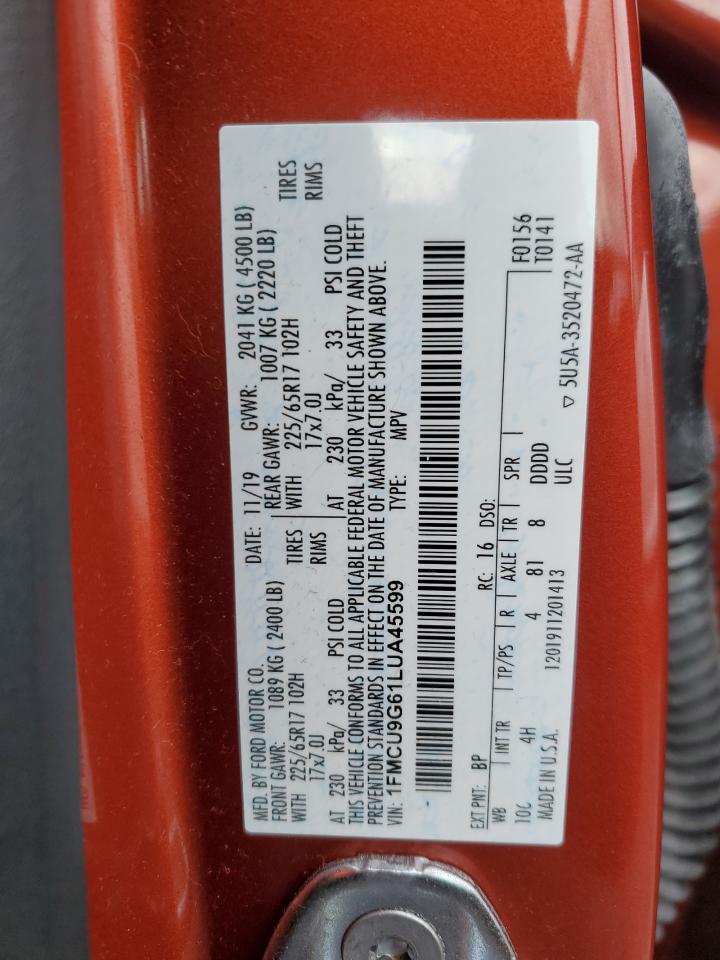 MFD. BY FORD MOTOR CO. DATE: 11/19 GVWR: 2041 KG ( 4500 LB)
FRONT GAWR: 1089 KG ( 2400 LB) REAR GAWR: 1007 KG ( 2220 LB)
WITH 225/65R17 102H TIRES WITH 225/65R17 102H TIRES
17x7.0J RIMS 17x7.0J RIMS
AT 230 kPa/ 33 PSI COLD AT 230 kPa/ 33 PSI COLD
THIS VEHICLE CONFORMS TO ALL APPLICABLE FEDERAL MOTOR VEHICLE SAFETY AND THEFT
PREVENTION STANDARDS IN EFFECT ON THE DATE OF MANUFACTURE SHOWN ABOVE.
VIN: 1FMCU9G61LUA45599 TYPE: MPV
EXT PNT: BP RC: 16 DSO:
WB INT TR TP/PS R AXLE TR SPR F0156
T0141
106 4H 4 81 8 DDDD
MADE IN U.S.A. 1201911201413 ULC ▽ 5U5A-3520472-AA